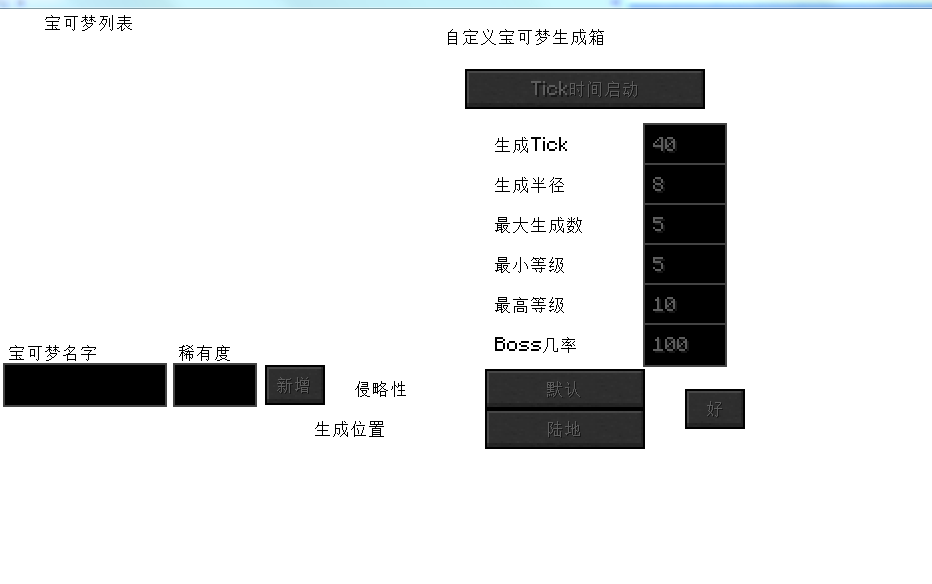 宝可梦列表
自定义宝可梦生成箱
Tick时间启动
生成Tick 40
生成半径 8
最大生成数 5
最小等级 5
最高等级 10
Boss几率 100
宝可梦名字 稀有度
新增 侵略性 默认 好
生成位置 陆地